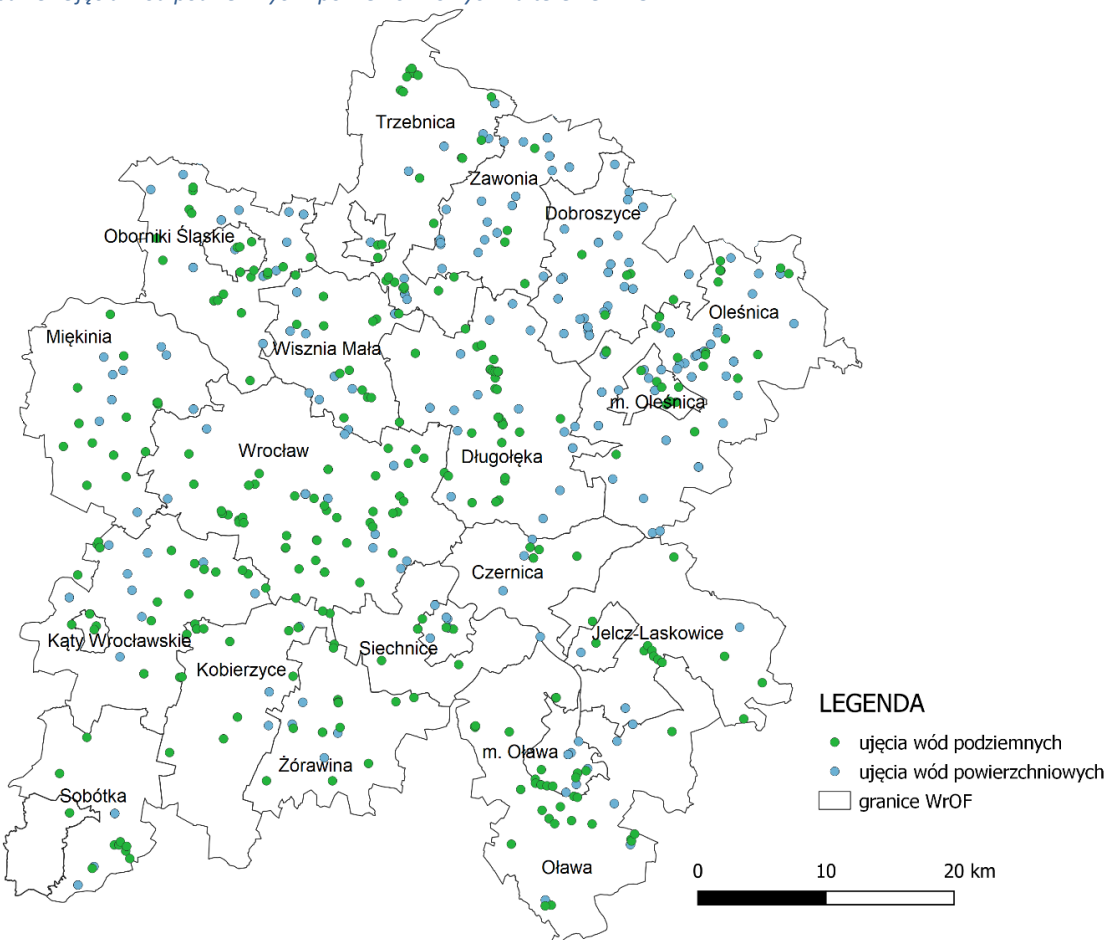 Trzebnica
Zawonia
Dobroszyce
Oborniki Śląskie
Oleśnica
Miękinia
Wisznia Mała
m. Oleśnica
Wrocław
Długołęka
Czernica
Jelcz-Laskowice
Kąty Wrocławskie
Siechnice
Kobierzyce
LEGENDA
ujęcia wód podziemnych
m. Oława
Żórawina
ujęcia wód powierzchniowych
Sobótka
granice WrOF
Oława
0 10 20 km